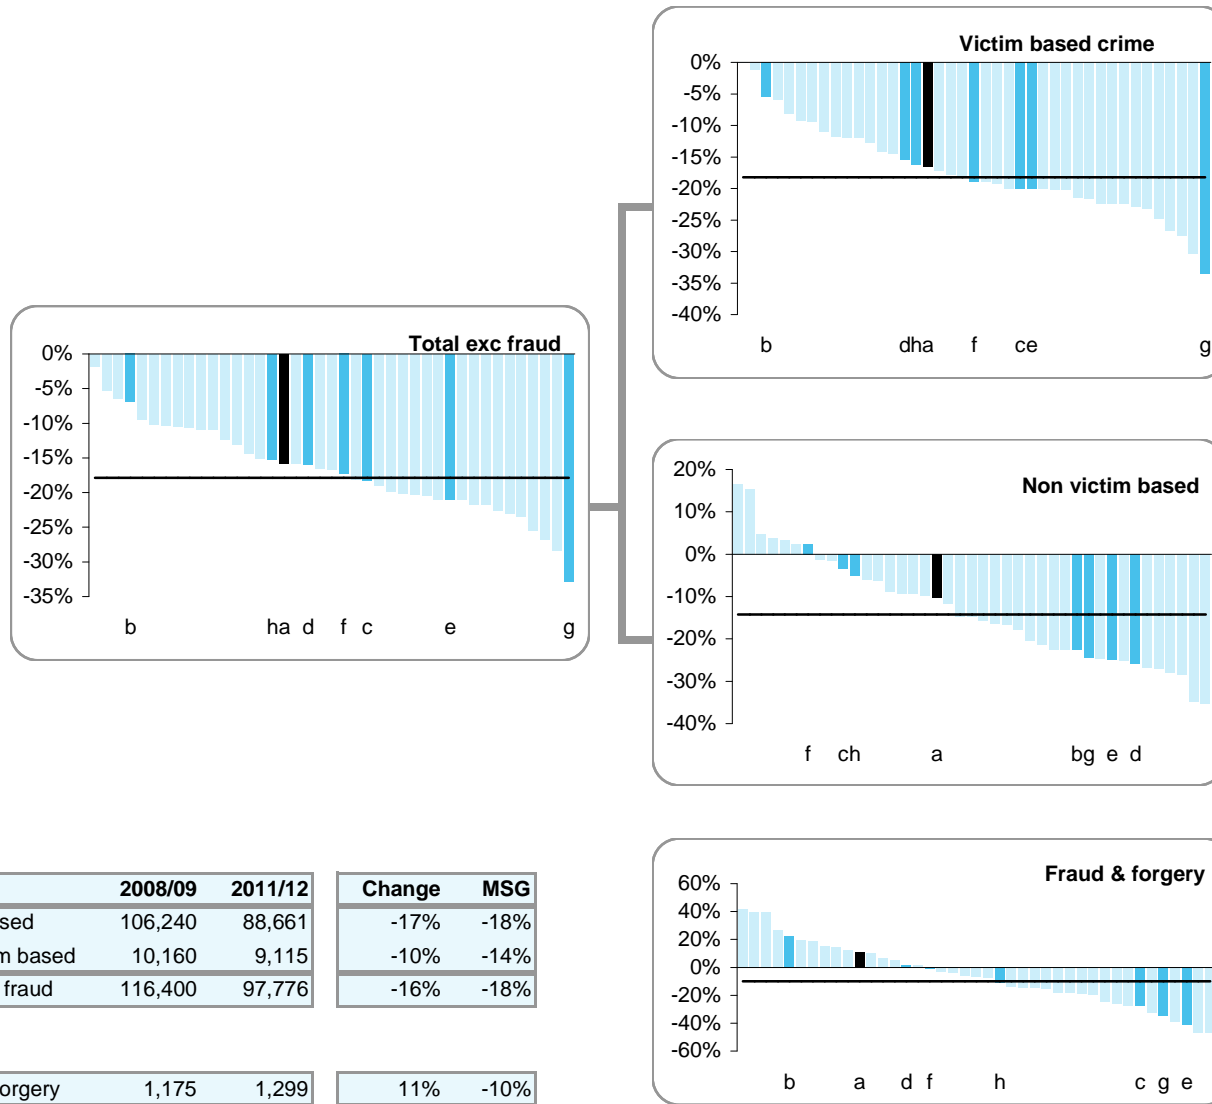 Victim based crime
0%
-5%
-10%
-15%
-20%
-25%
-30%
-35%
-40%
b dha f ce g
Total exc fraud
0%
-5%
-10%
-15%
-20%
-25%
-30%
-35%
b ha d f c e g
Non victim based
20%
10%
0%
-10%
-20%
-30%
-40%
f ch a bg e d
2008/09 2011/12 Change MSG
sed 106,240 88,661 -17% -18%
m based 10,160 9,115 -10% -14%
fraud 116,400 97,776 -16% -18%
orgery 1,175 1,299 11% -10%
Fraud & forgery
60%
40%
20%
0%
-20%
-40%
-60%
b a d f h c g e